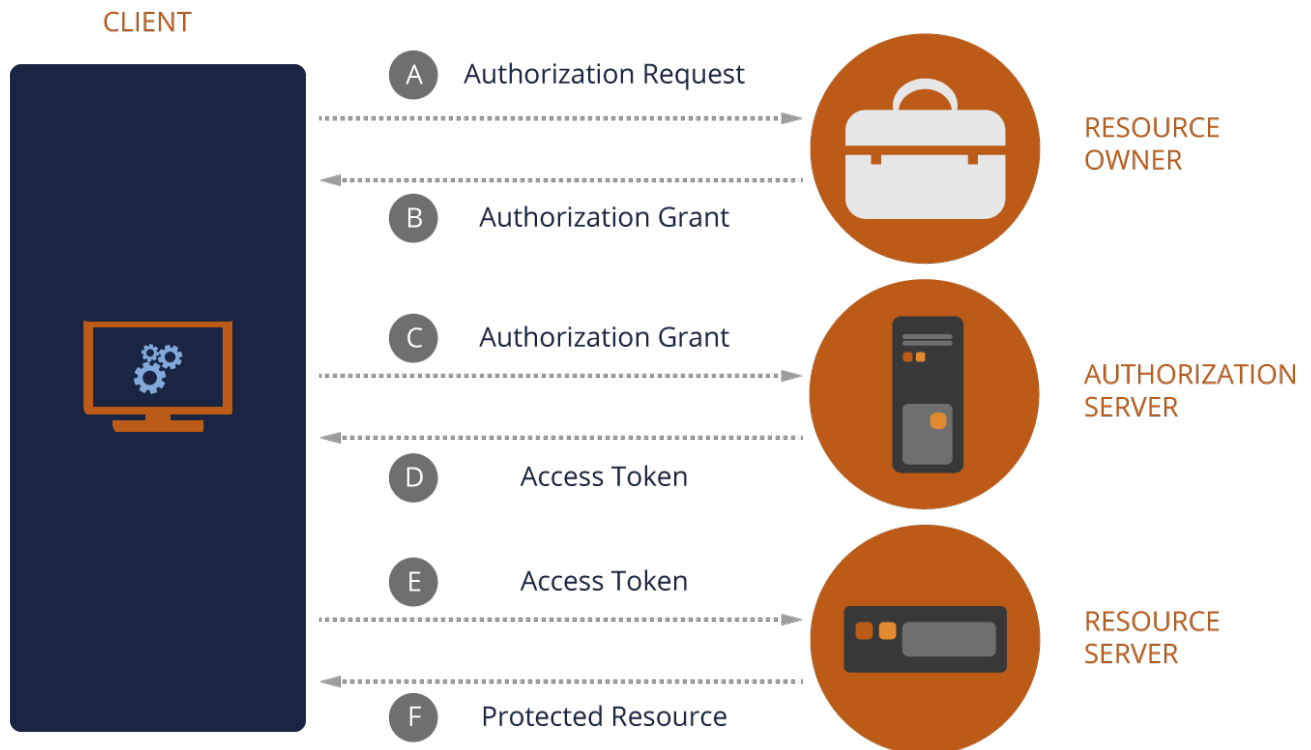 CLIENT
A Authorization Request
RESOURCE
OWNER
B Authorization Grant
C Authorization Grant
AUTHORIZATION
SERVER
D Access Token
E Access Token
RESOURCE
SERVER
F Protected Resource